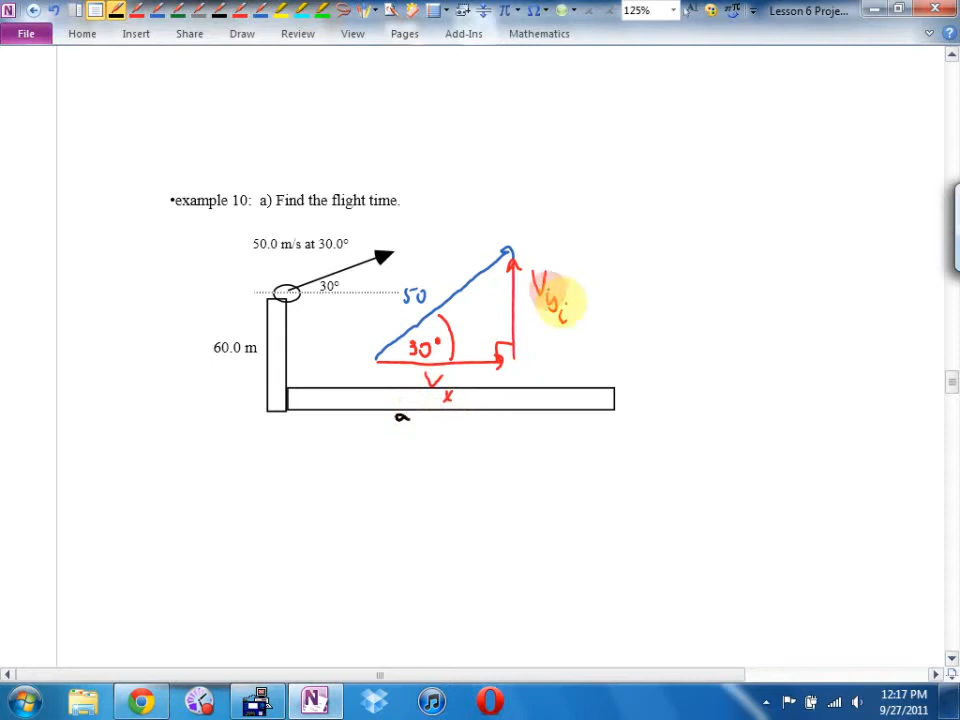 125%
Lesson 6 Proje...
File Home Insert Share Draw Review View Pages Add-Ins Mathematics
•example 10: a) Find the flight time.
50.0 m/s at 30.0°
30°
50
Vyi
60.0 m
30°
Vx
a
12:17 PM
9/27/2011